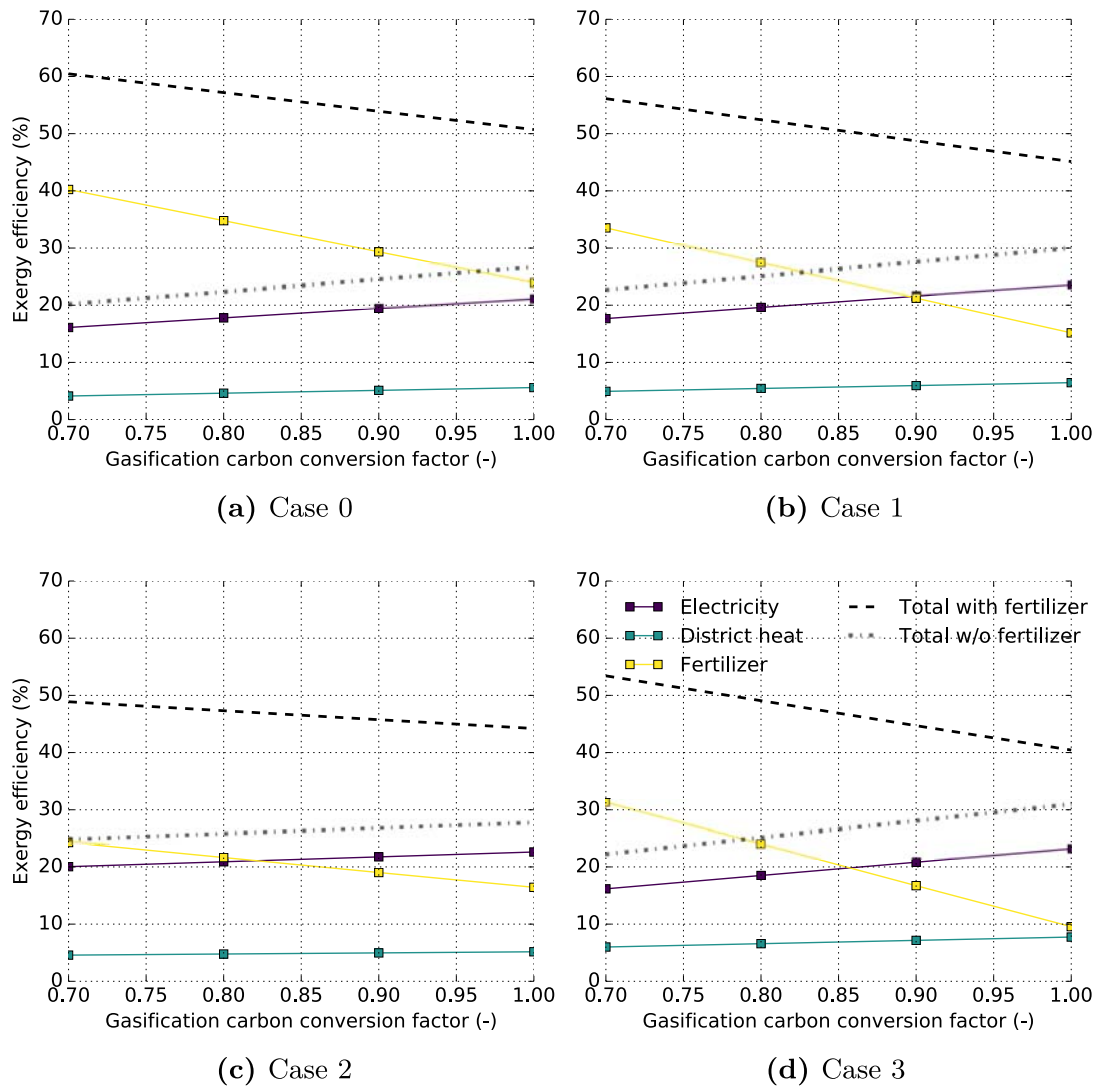 70
60
50
40
30
20
10
0
Exergy efficiency (%)
0.70 0.75 0.80 0.85 0.90 0.95 1.00
Gasification carbon conversion factor (-)
(a) Case 0
70
60
50
40
30
20
10
0
0.70 0.75 0.80 0.85 0.90 0.95 1.00
Gasification carbon conversion factor (-)
(b) Case 1
70
60
50
40
30
20
10
0
Exergy efficiency (%)
0.70 0.75 0.80 0.85 0.90 0.95 1.00
Gasification carbon conversion factor (-)
(c) Case 2
70
60
50
40
30
20
10
0
Electricity
District heat
Fertilizer
Total with fertilizer
Total w/o fertilizer
0.70 0.75 0.80 0.85 0.90 0.95 1.00
Gasification carbon conversion factor (-)
(d) Case 3